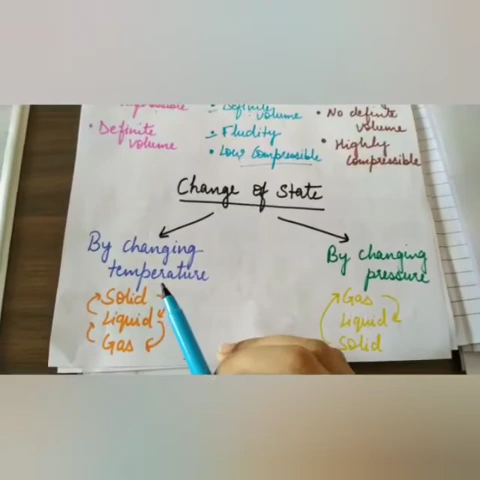 • Definite volume
• Definite volume
• Fluidity
• Low compressible
• No definite volume
• Highly compressible
Change of State
By changing temperature
Solid
Liquid
Gas
By changing pressure
Gas
Liquid
Solid